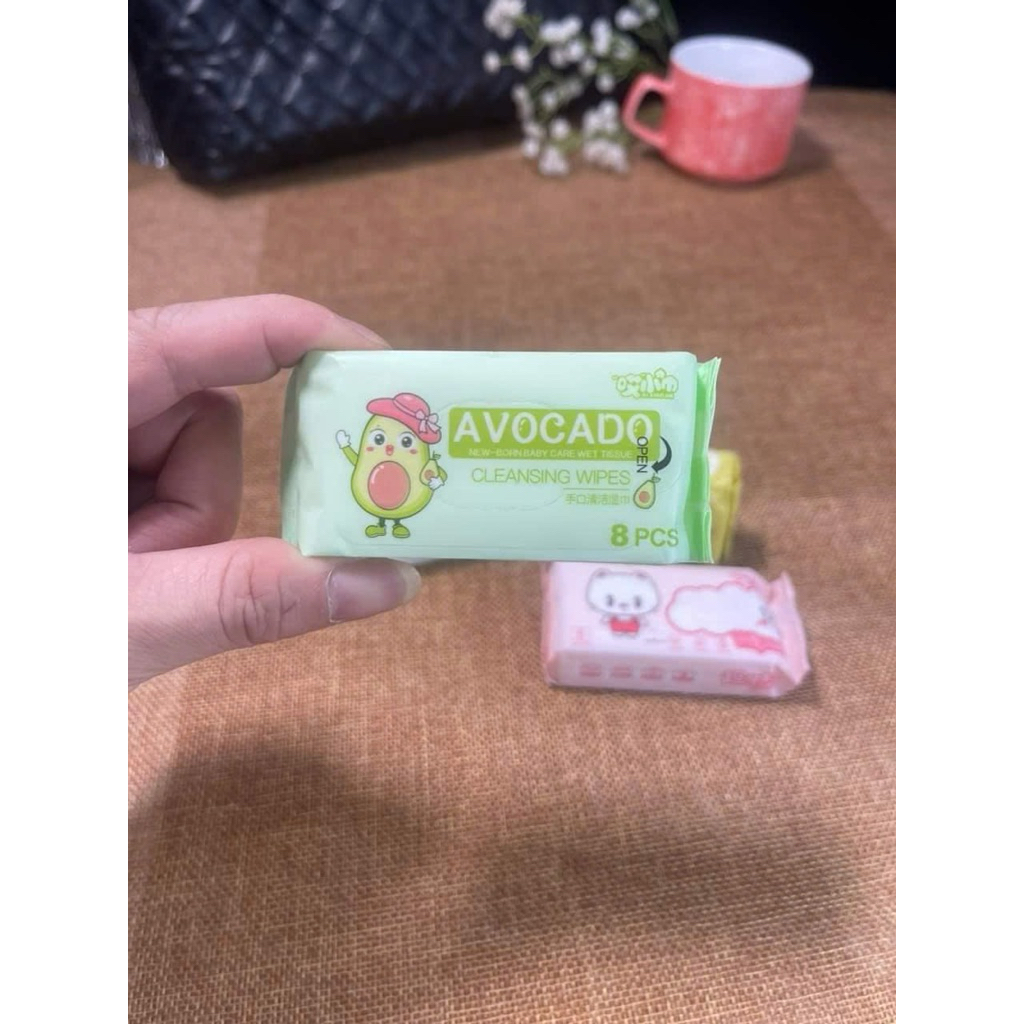 AVOCADO
NEW-BORN BABY CARE WET TISSUE
CLEANSING WIPES
手口清洁湿巾
OPEN
8 PCS